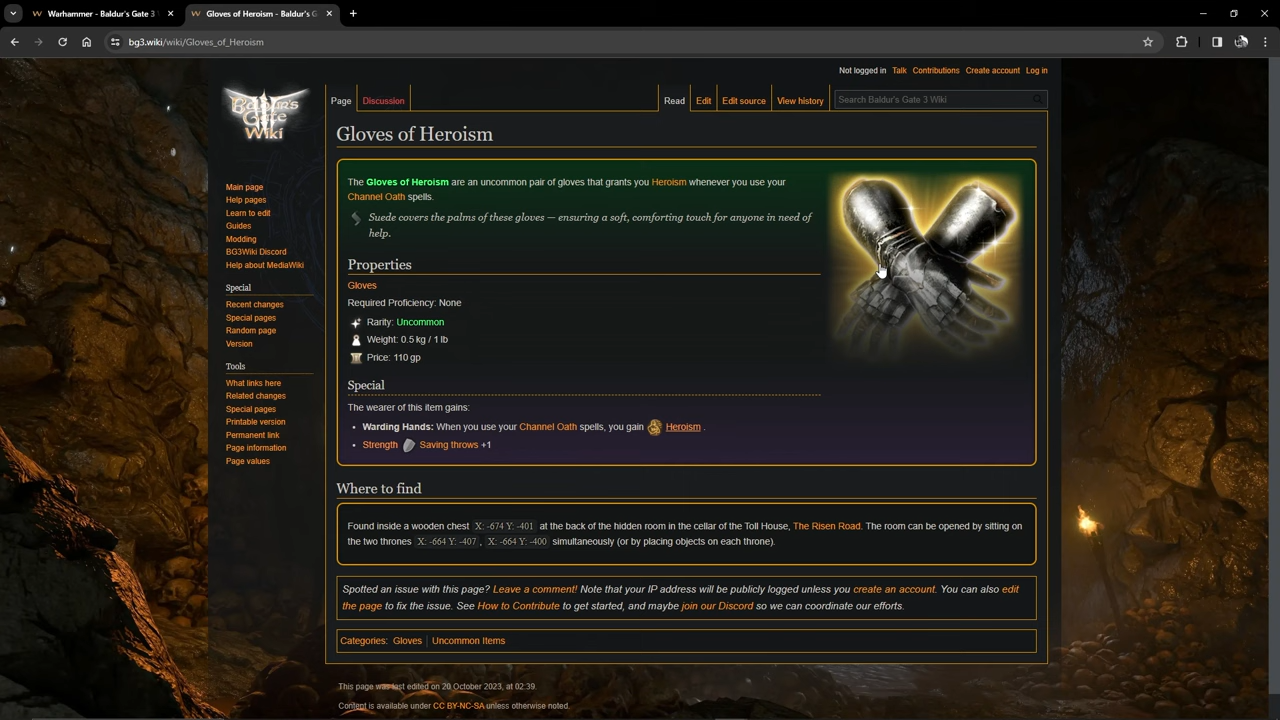 Warhammer - Baldur's Gate 3
Gloves of Heroism - Baldur's G
bg3.wiki/wiki/Gloves_of_Heroism
Not logged in Talk Contributions Create account Log in
Baldur's Gate Wiki
Page Discussion Read Edit Edit source View history Search Baldur's Gate 3 Wiki
Gloves of Heroism
The Gloves of Heroism are an uncommon pair of gloves that grants you Heroism whenever you use your
Channel Oath spells.
Suede covers the palms of these gloves — ensuring a soft, comforting touch for anyone in need of
help.
Properties
Gloves
Required Proficiency: None
Rarity: Uncommon
Weight: 0.5 kg / 1 lb
Price: 110 gp
Special
The wearer of this item gains:
• Warding Hands: When you use your Channel Oath spells, you gain Heroism .
• Strength Saving throws +1
Where to find
Found inside a wooden chest X: -674 Y: -401 at the back of the hidden room in the cellar of the Toll House, The Risen Road. The room can be opened by sitting on
the two thrones X: -664 Y: -407 , X: -664 Y: -400 simultaneously (or by placing objects on each throne).
Spotted an issue with this page? Leave a comment! Note that your IP address will be publicly logged unless you create an account. You can also edit
the page to fix the issue. See How to Contribute to get started, and maybe join our Discord so we can coordinate our efforts.
Categories: Gloves Uncommon Items
This page was last edited on 20 October 2023, at 02:39.
Content is available under CC BY-NC-SA unless otherwise noted.
Main page
Help pages
Learn to edit
Guides
Modding
BG3Wiki Discord
Help about MediaWiki
Special
Recent changes
Special pages
Random page
Version
Tools
What links here
Related changes
Special pages
Printable version
Permanent link
Page information
Page values